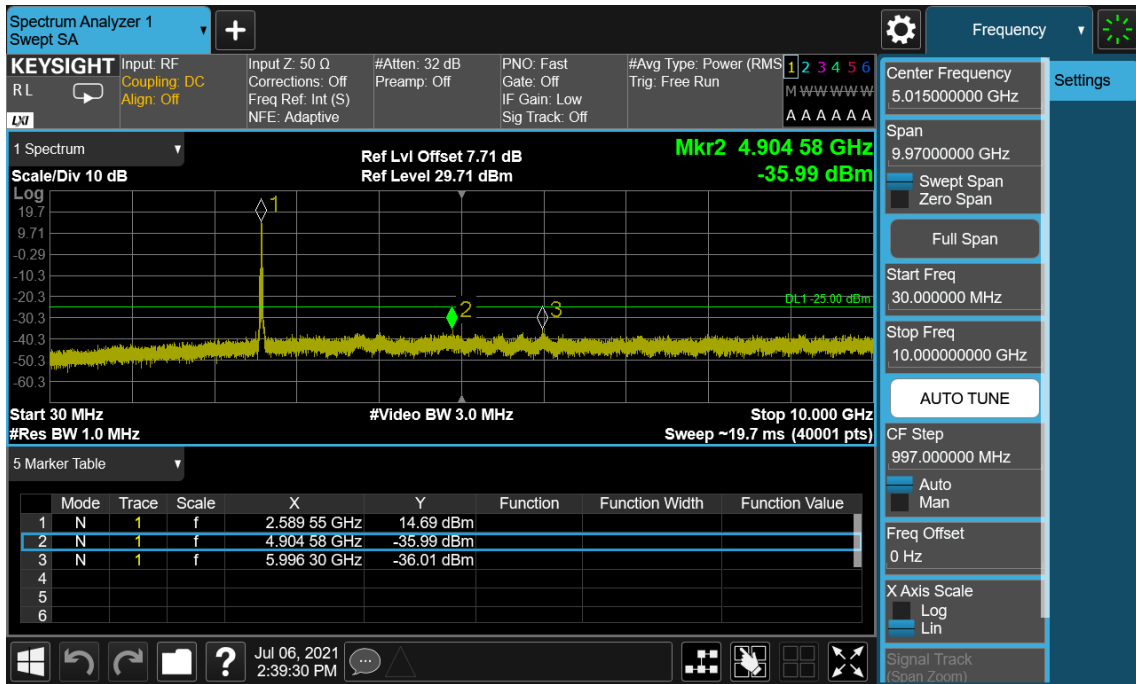 Spectrum Analyzer 1
Swept SA
+
Frequency
KEYSIGHT
RL
LXI
Input: RF
Coupling: DC
Align: Off
Input Z: 50 Ω
Corrections: Off
Freq Ref: Int (S)
NFE: Adaptive
#Atten: 32 dB
Preamp: Off
PNO: Fast
Gate: Off
IF Gain: Low
Sig Track: Off
#Avg Type: Power (RMS
Trig: Free Run
1 2 3 4 5 6
M W W W W W
A A A A A A
Center Frequency
5.015000000 GHz
Settings
1 Spectrum
Ref Lvl Offset 7.71 dB
Mkr2 4.904 58 GHz
Scale/Div 10 dB
Ref Level 29.71 dBm
-35.99 dBm
Log
19.7
9.71
-0.29
-10.3
-20.3
-30.3
-40.3
-50.3
-60.3
1
2
3
DL1 -25.00 dBm
Start 30 MHz
#Video BW 3.0 MHz
Stop 10.000 GHz
#Res BW 1.0 MHz
Sweep ~19.7 ms (40001 pts)
Span
9.97000000 GHz
Swept Span
Zero Span
Full Span
Start Freq
30.000000 MHz
Stop Freq
10.000000000 GHz
AUTO TUNE
CF Step
997.000000 MHz
Auto
Man
Freq Offset
0 Hz
X Axis Scale
Log
Lin
Signal Track
(Span Zoom)
5 Marker Table
Mode Trace Scale X Y Function Function Width Function Value
1 N 1 f 2.589 55 GHz 14.69 dBm
2 N 1 f 4.904 58 GHz -35.99 dBm
3 N 1 f 5.996 30 GHz -36.01 dBm
4
5
6
?
Jul 06, 2021
2:39:30 PM